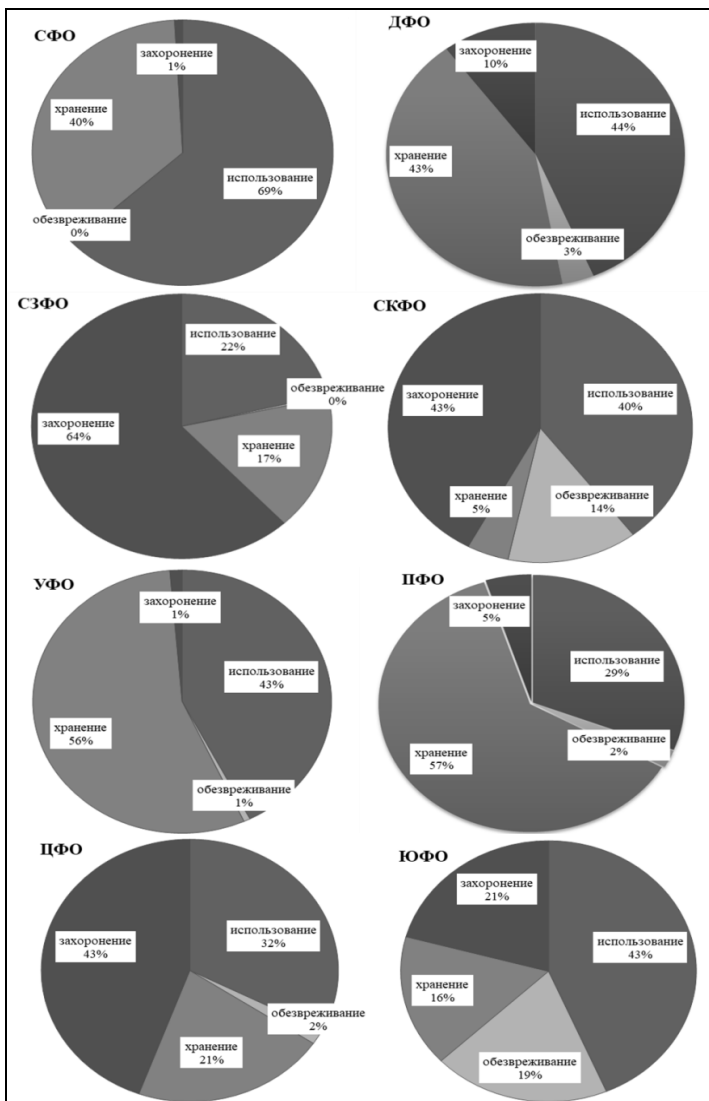 СФО
захоронение
1%
хранение
40%
использование
69%
обезвреживание
0%
ДФО
захоронение
10%
использование
44%
хранение
43%
обезвреживание
3%
СЗФО
использование
22%
обезвреживание
0%
захоронение
64%
хранение
17%
СКФО
захоронение
43%
использование
40%
хранение
5%
обезвреживание
14%
УФО
захоронение
1%
использование
43%
хранение
56%
обезвреживание
1%
ПФО
захоронение
5%
использование
29%
обезвреживание
2%
хранение
57%
ЦФО
захоронение
43%
использование
32%
обезвреживание
2%
хранение
21%
ЮФО
захоронение
21%
использование
43%
хранение
16%
обезвреживание
19%